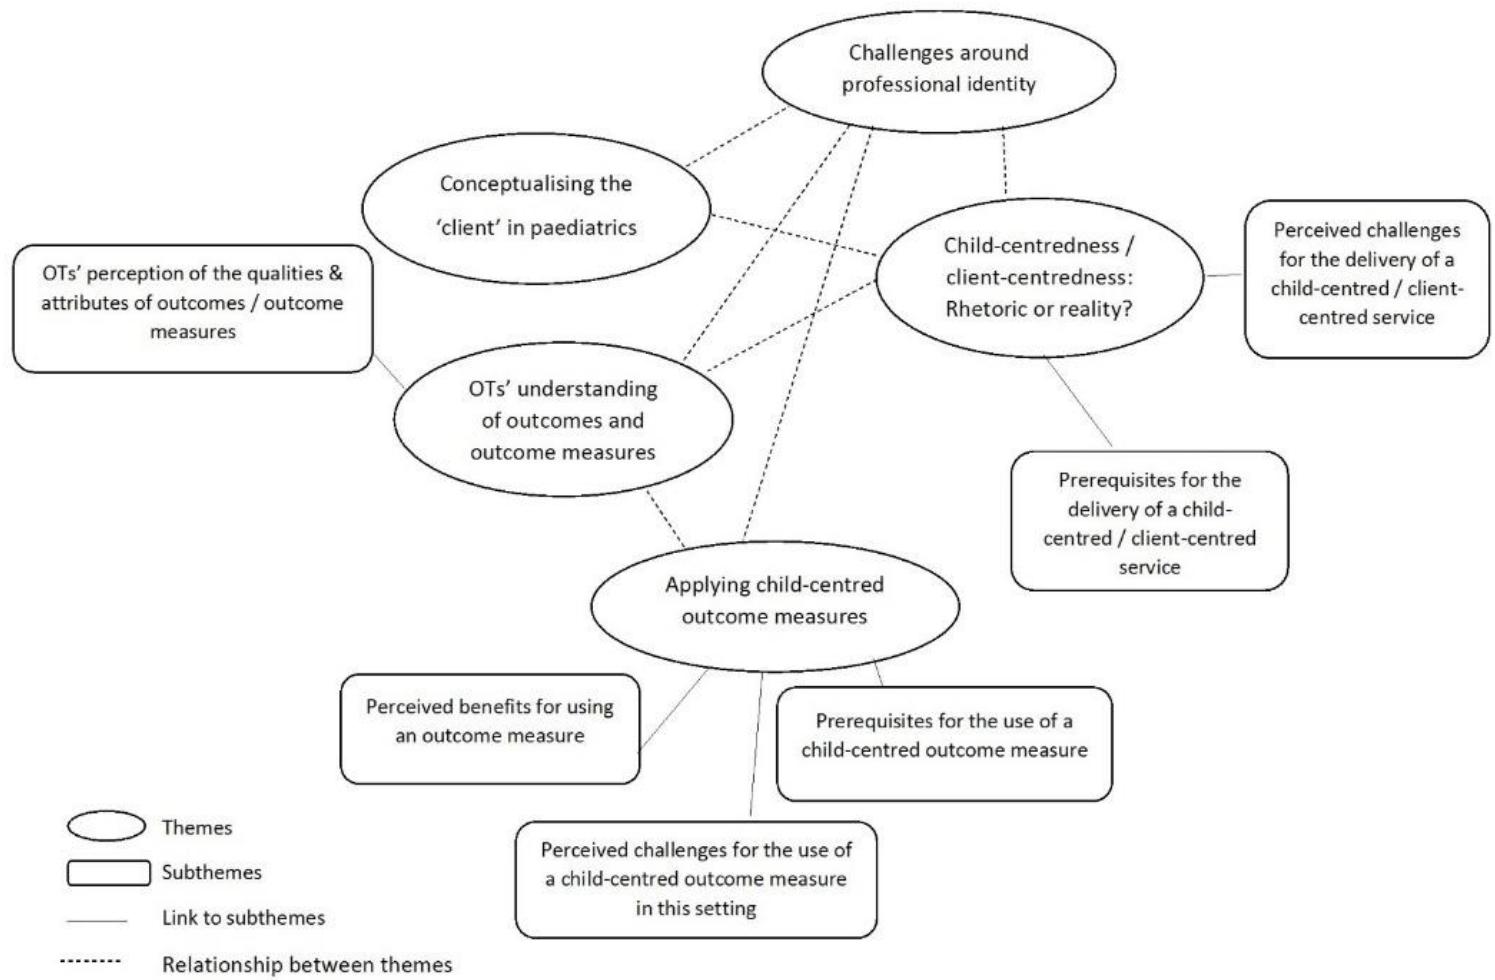 Challenges around
professional identity
Conceptualising the
‘client’ in paediatrics
Child-centredness /
client-centredness:
Rhetoric or reality?
Perceived challenges
for the delivery of a
child-centred / client-
centred service
OTs’ perception of the qualities &
attributes of outcomes / outcome
measures
OTs’ understanding
of outcomes and
outcome measures
Prerequisites for the
delivery of a child-
centred / client-centred
service
Applying child-centred
outcome measures
Perceived benefits for using
an outcome measure
Prerequisites for the use of a
child-centred outcome measure
Perceived challenges for the use of
a child-centred outcome measure
in this setting
Themes
Subthemes
Link to subthemes
Relationship between themes